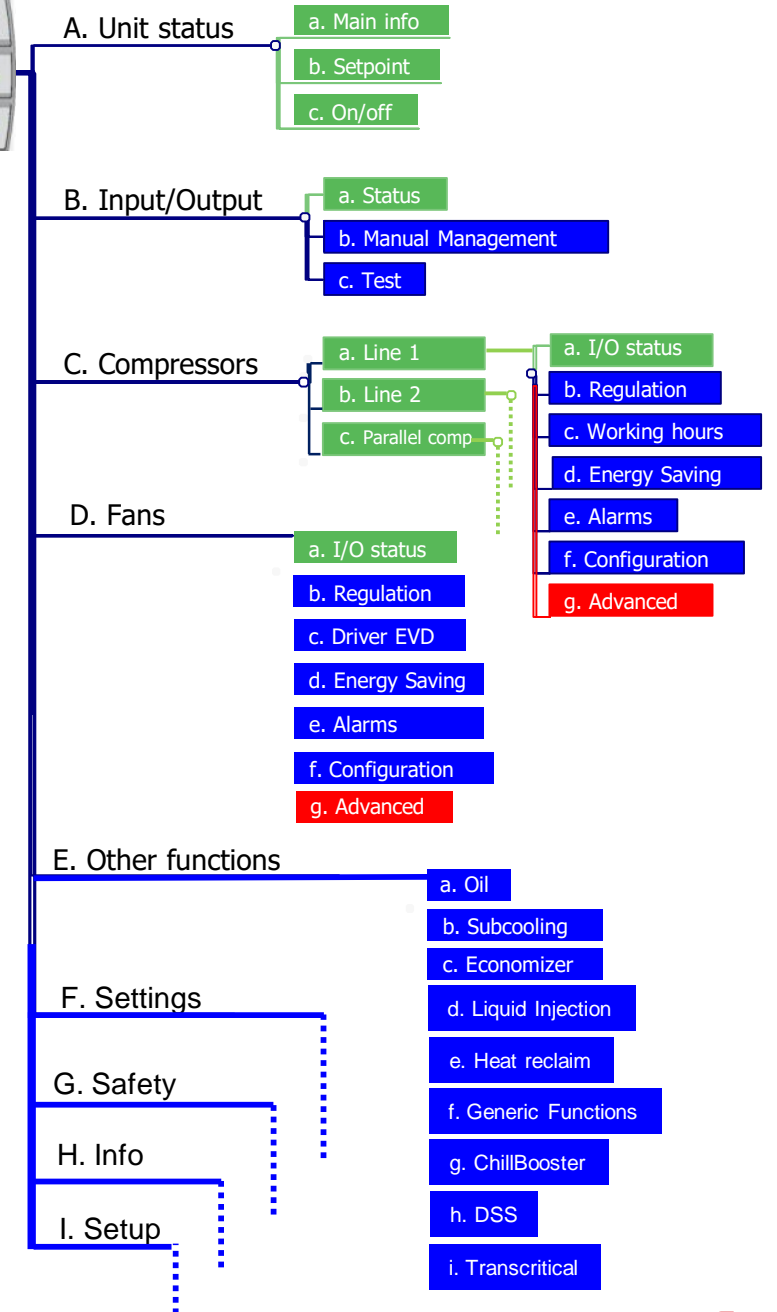 A. Unit status
a. Main info
b. Setpoint
c. On/off
B. Input/Output
a. Status
b. Manual Management
c. Test
C. Compressors
a. Line 1
b. Line 2
c. Parallel comp
a. I/O status
b. Regulation
c. Working hours
d. Energy Saving
e. Alarms
f. Configuration
g. Advanced
D. Fans
a. I/O status
b. Regulation
c. Driver EVD
d. Energy Saving
e. Alarms
f. Configuration
g. Advanced
E. Other functions
a. Oil
b. Subcooling
c. Economizer
d. Liquid Injection
e. Heat reclaim
f. Generic Functions
g. ChillBooster
h. DSS
i. Transcritical
F. Settings
G. Safety
H. Info
I. Setup